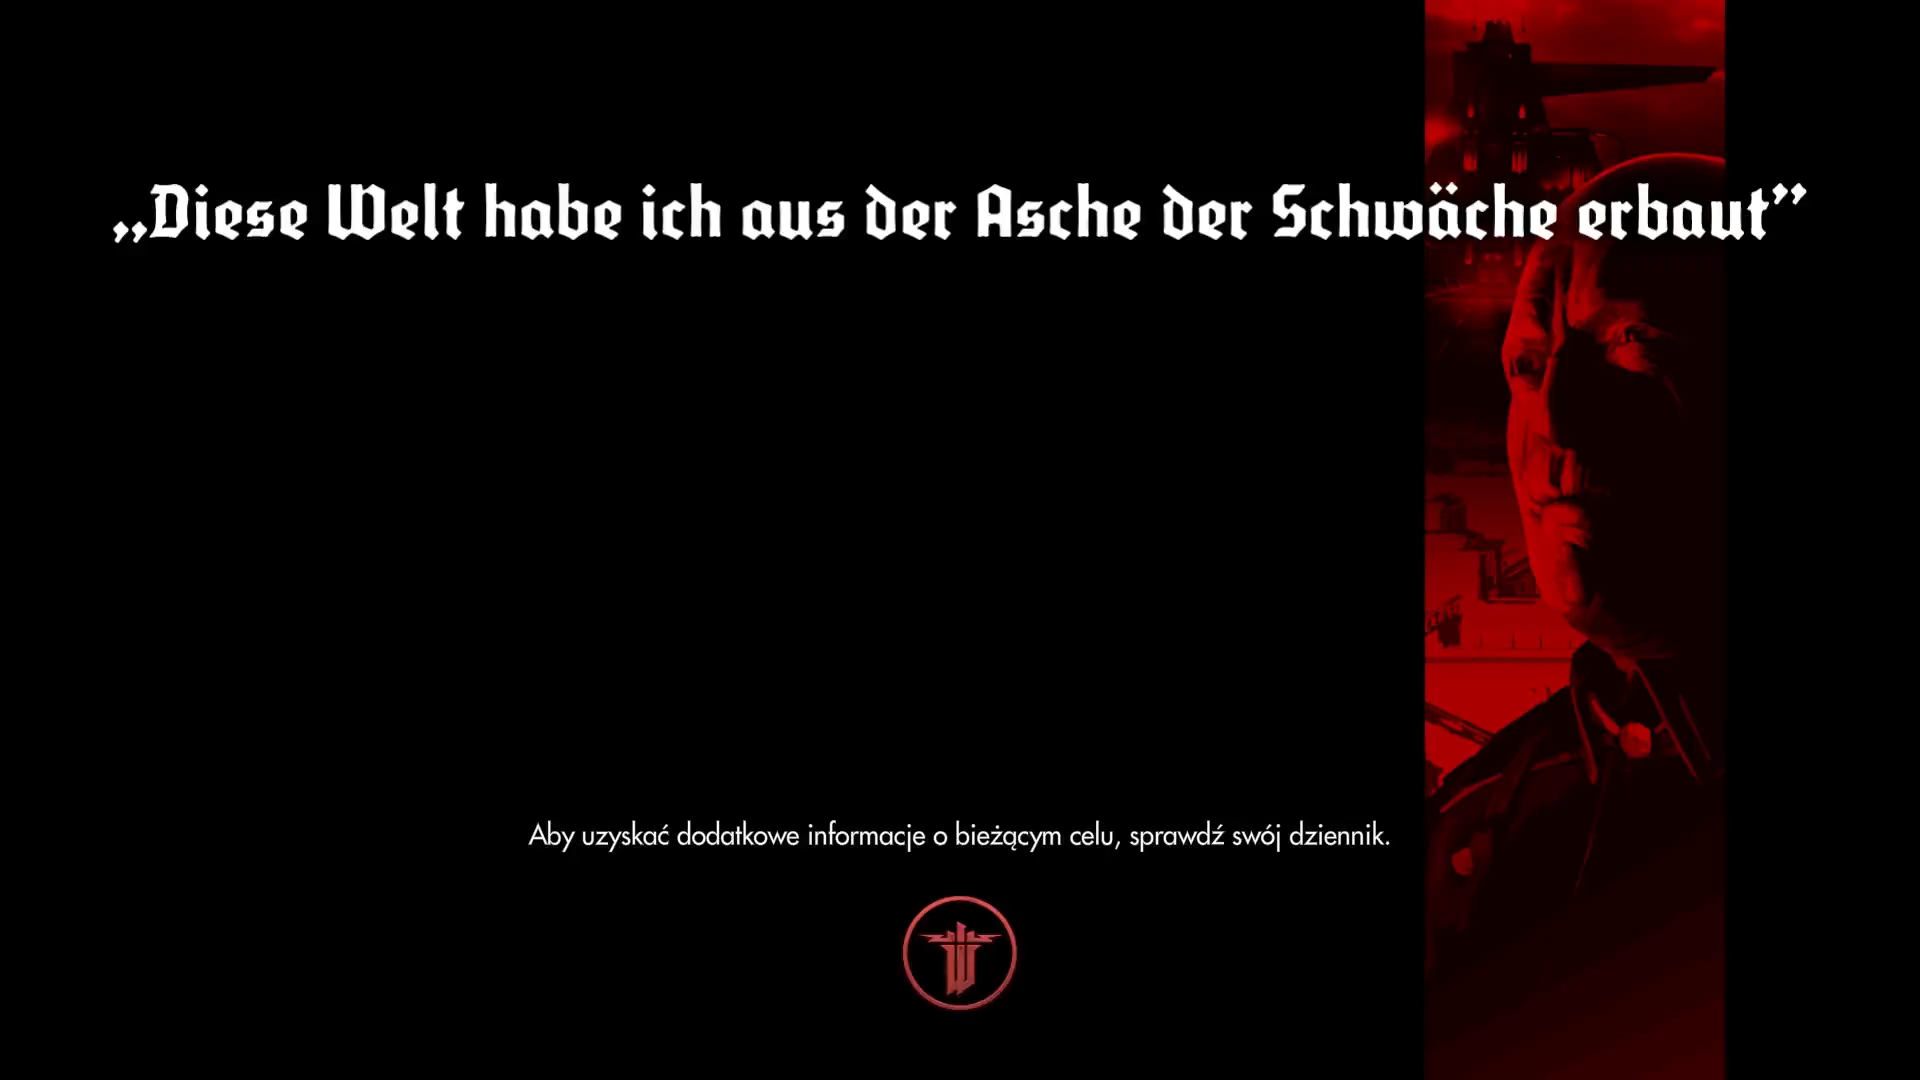 „Diese Welt habe ich aus der Asche der Schwäche erbaut”
Aby uzyskać dodatkowe informacje o bieżącym celu, sprawdź swój dziennik.